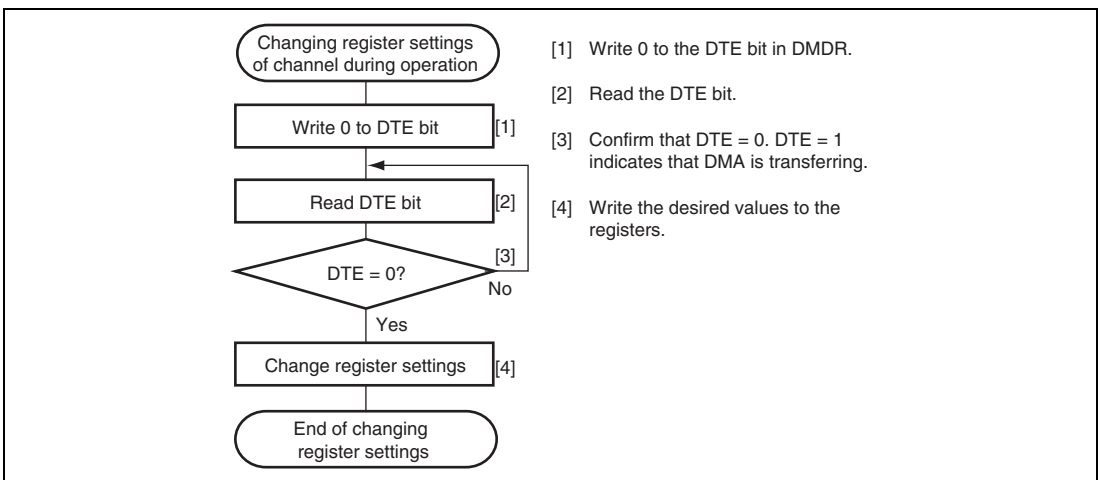 Changing register settings
of channel during operation
Write 0 to DTE bit
[1]
Read DTE bit
[2]
[3]
DTE = 0?
No
Yes
Change register settings
[4]
End of changing
register settings
[1] Write 0 to the DTE bit in DMDR.
[2] Read the DTE bit.
[3] Confirm that DTE = 0. DTE = 1
indicates that DMA is transferring.
[4] Write the desired values to the
registers.